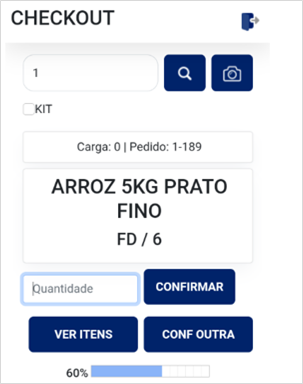 CHECKOUT
1
KIT
Carga: 0 | Pedido: 1-189
ARROZ 5KG PRATO
FINO
FD / 6
Quantidade
CONFIRMAR
VER ITENS
CONF OUTRA
60%